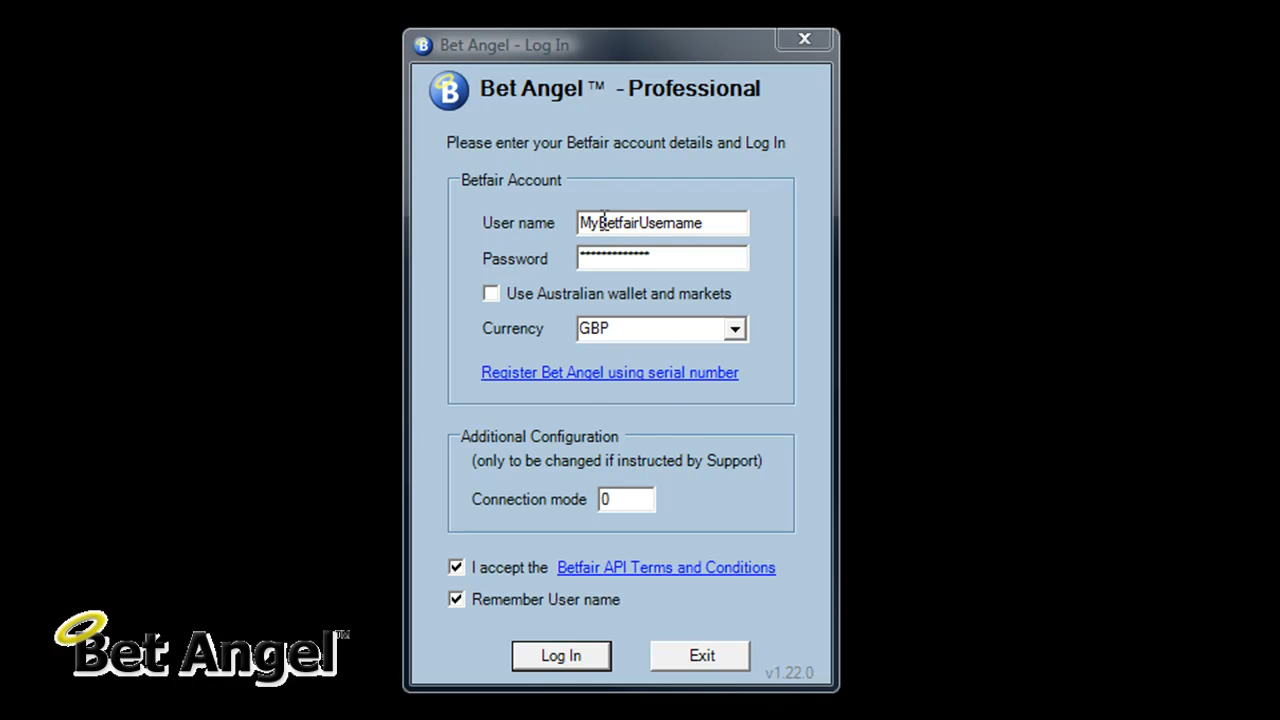 Bet Angel - Log In
Bet Angel ™ - Professional
Please enter your Betfair account details and Log In
Betfair Account
User name MyBetfairUsername
Password *************
Use Australian wallet and markets
Currency GBP
Register Bet Angel using serial number
Additional Configuration
(only to be changed if instructed by Support)
Connection mode 0
I accept the Betfair API Terms and Conditions
Remember User name
Log In Exit
v1.22.0
Bet Angel™